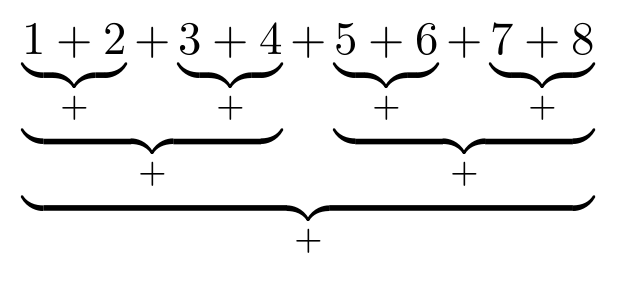 1 + 2 + 3 + 4 + 5 + 6 + 7 + 8
+ + + +
+ +
+